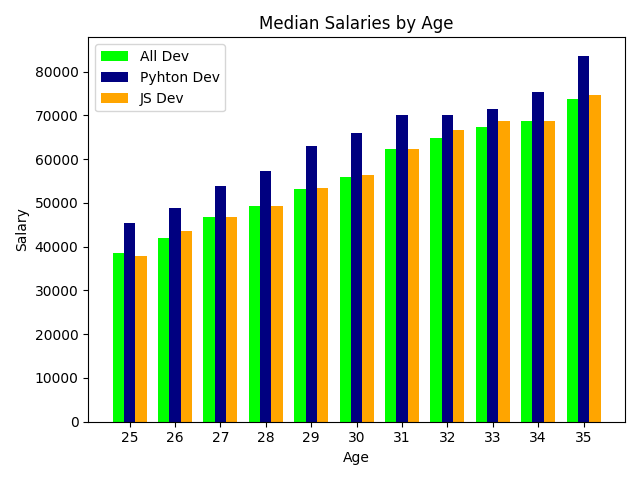 Median Salaries by Age
All Dev
Pyhton Dev
JS Dev
80000
70000
60000
50000
40000
30000
20000
10000
0
Salary
25 26 27 28 29 30 31 32 33 34 35
Age